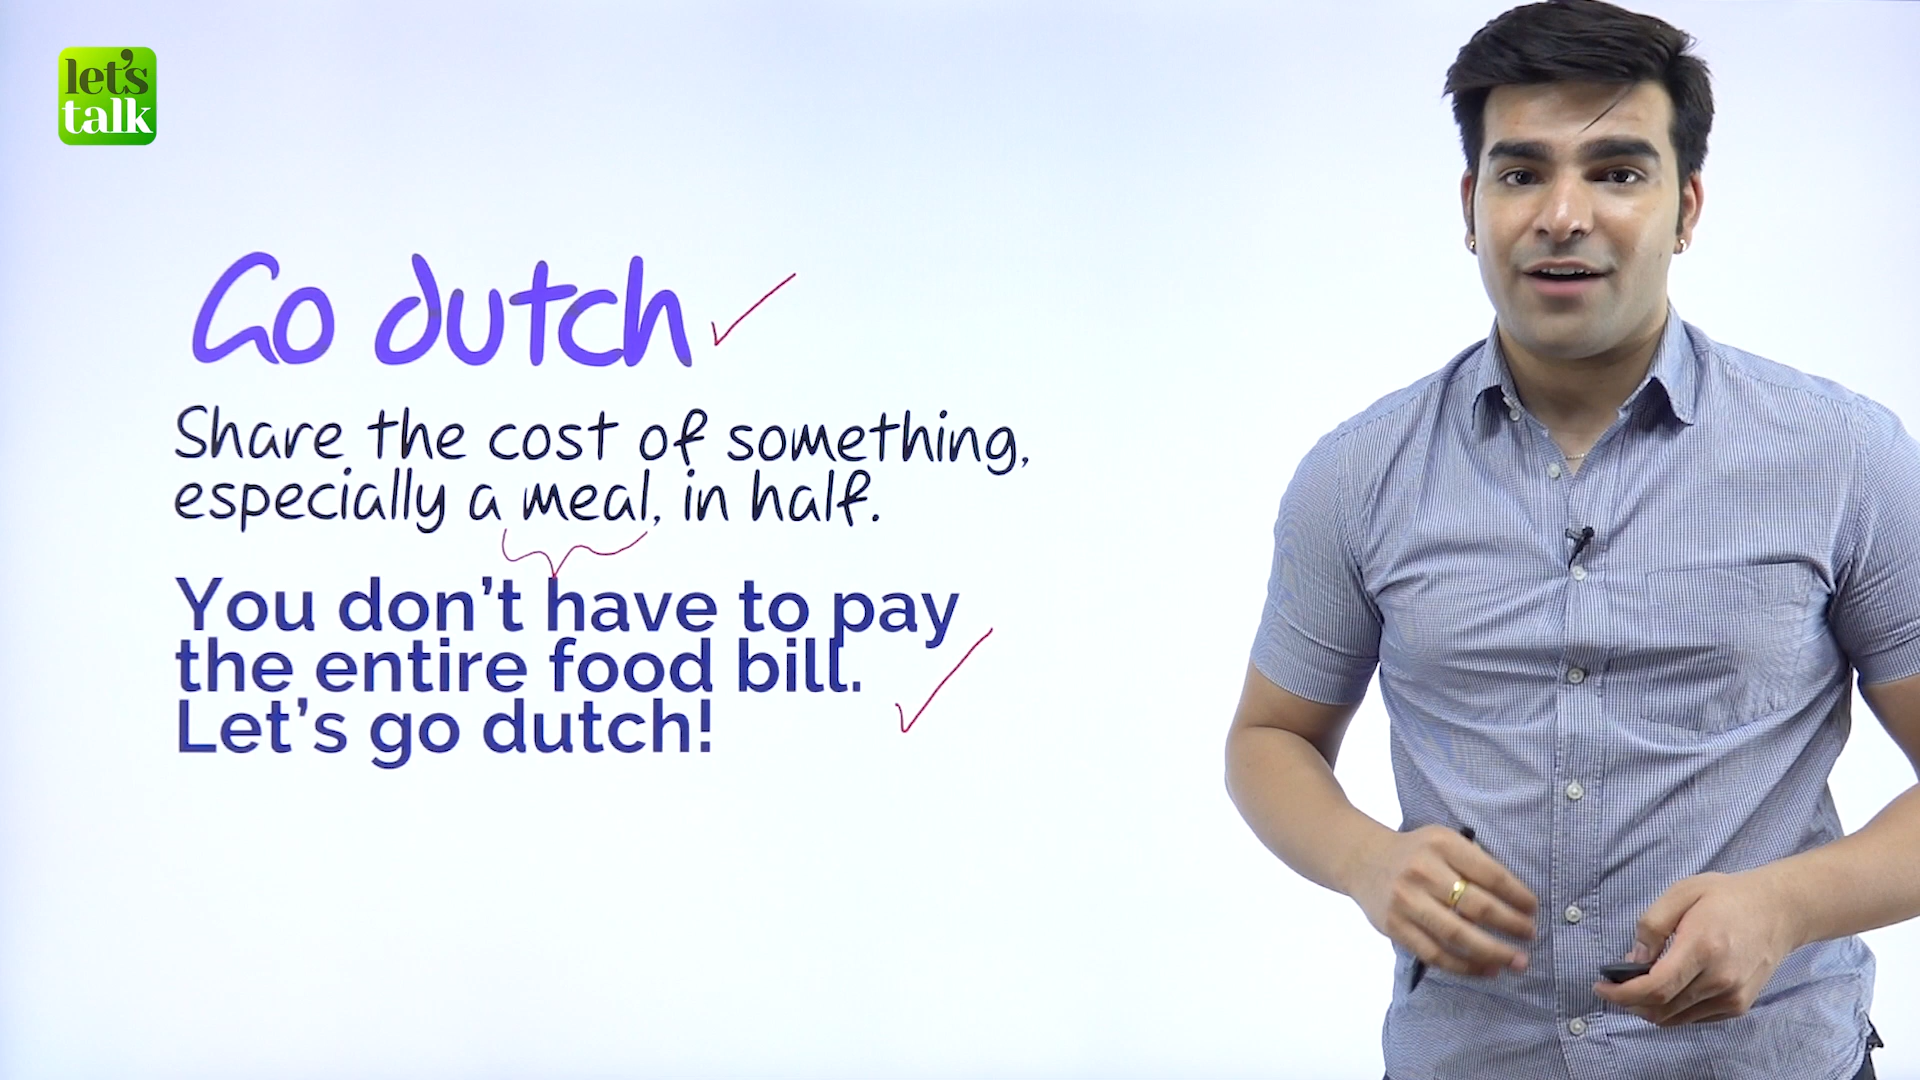 let's
talk
Go dutch
Share the cost of something,
especially a meal, in half.
You don't have to pay
the entire food bill.
Let's go dutch!